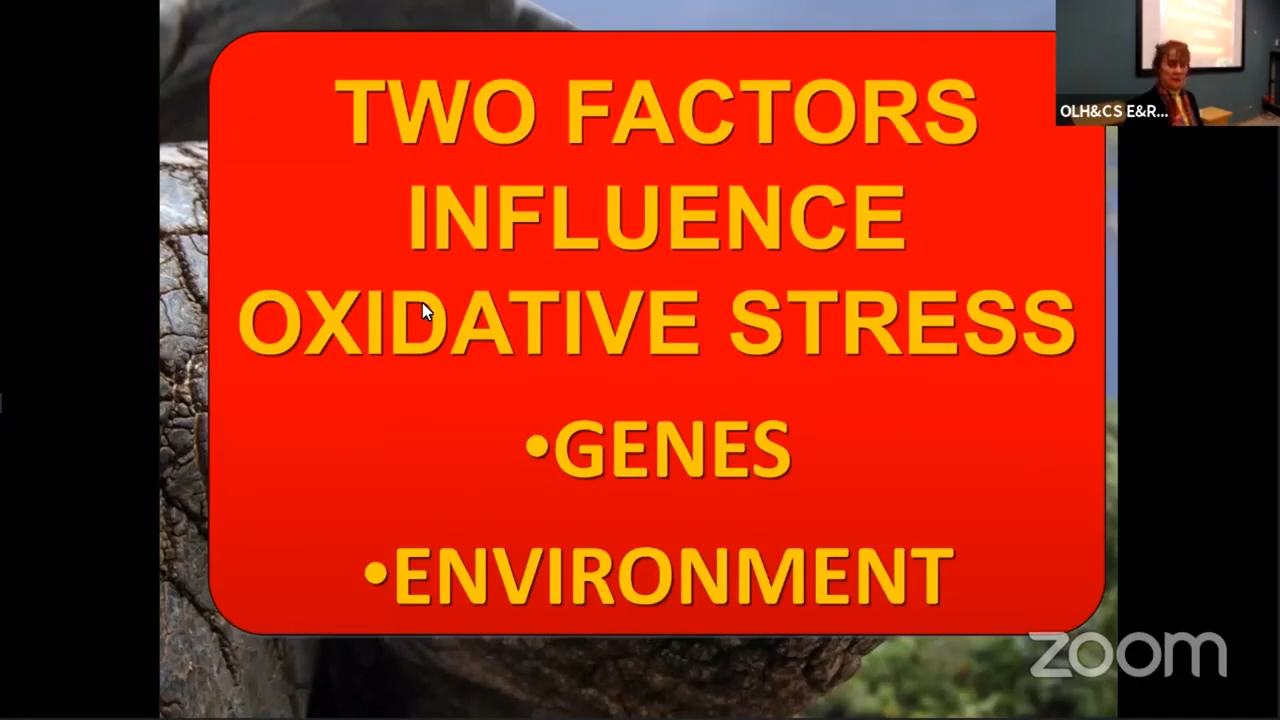 TWO FACTORS
INFLUENCE
OXIDATIVE STRESS
•GENES
•ENVIRONMENT
OLH&CS E&R...
zoom